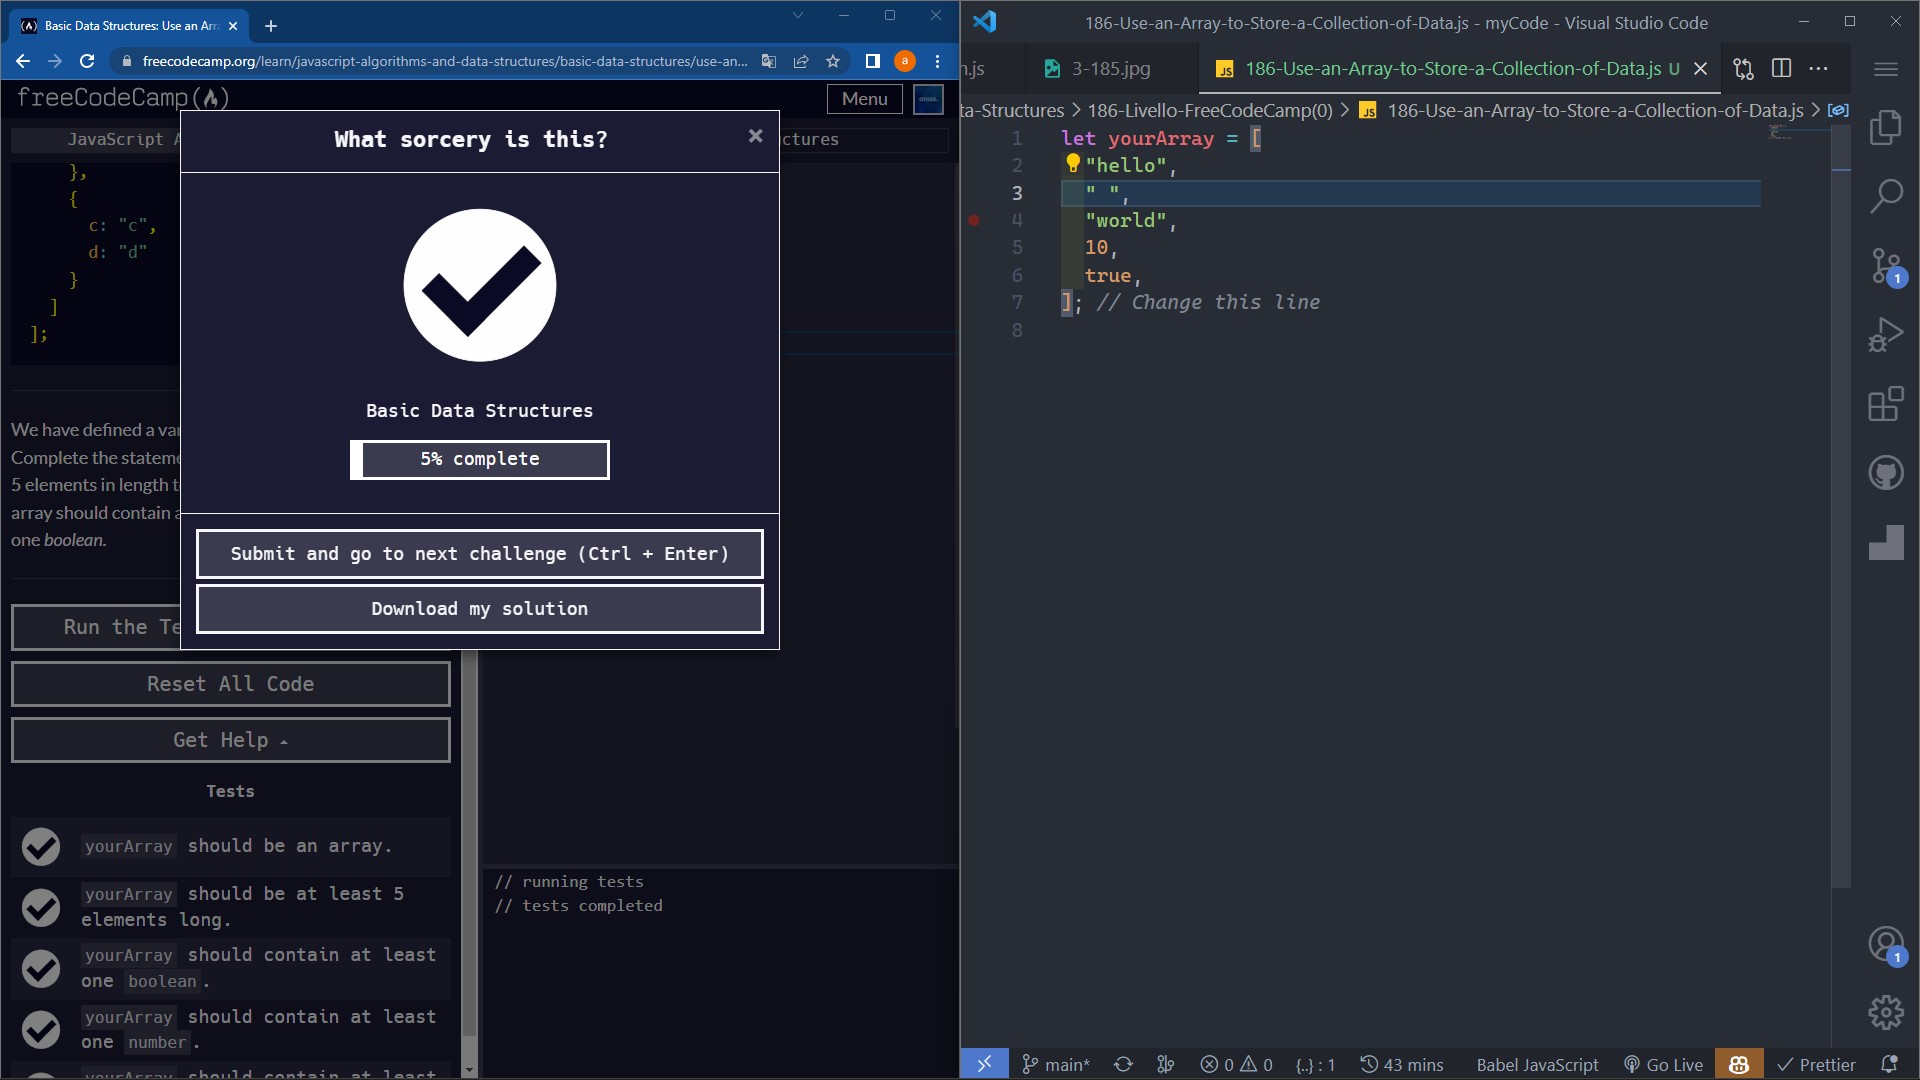 Basic Data Structures: Use an Arr
freecodecamp.org/learn/javascript-algorithms-and-data-structures/basic-data-structures/use-an...
a
freeCodeCamp
Menu
JavaScript A
ctures
},
{
c: "c",
d: "d"
}
]
];
We have defined a var
Complete the stateme
5 elements in length t
array should contain a
one boolean.
Run the Te
Reset All Code
Get Help
Tests
yourArray should be an array.
yourArray should be at least 5
elements long.
yourArray should contain at least
one boolean.
yourArray should contain at least
one number.
yourArray should contain at least
What sorcery is this?
Basic Data Structures
5% complete
Submit and go to next challenge (Ctrl + Enter)
Download my solution
// running tests
// tests completed
186-Use-an-Array-to-Store-a-Collection-of-Data.js - myCode - Visual Studio Code
n.js
3-185.jpg
JS 186-Use-an-Array-to-Store-a-Collection-of-Data.js U
ta-Structures > 186-Livello-FreeCodeCamp(0) > JS 186-Use-an-Array-to-Store-a-Collection-of-Data.js >
1 let yourArray = [
2 "hello",
3 " ",
4 "world",
5 10,
6 true,
7 ]; // Change this line
8
1
1
main*
0
0
{..} : 1
43 mins
Babel JavaScript
Go Live
Prettier